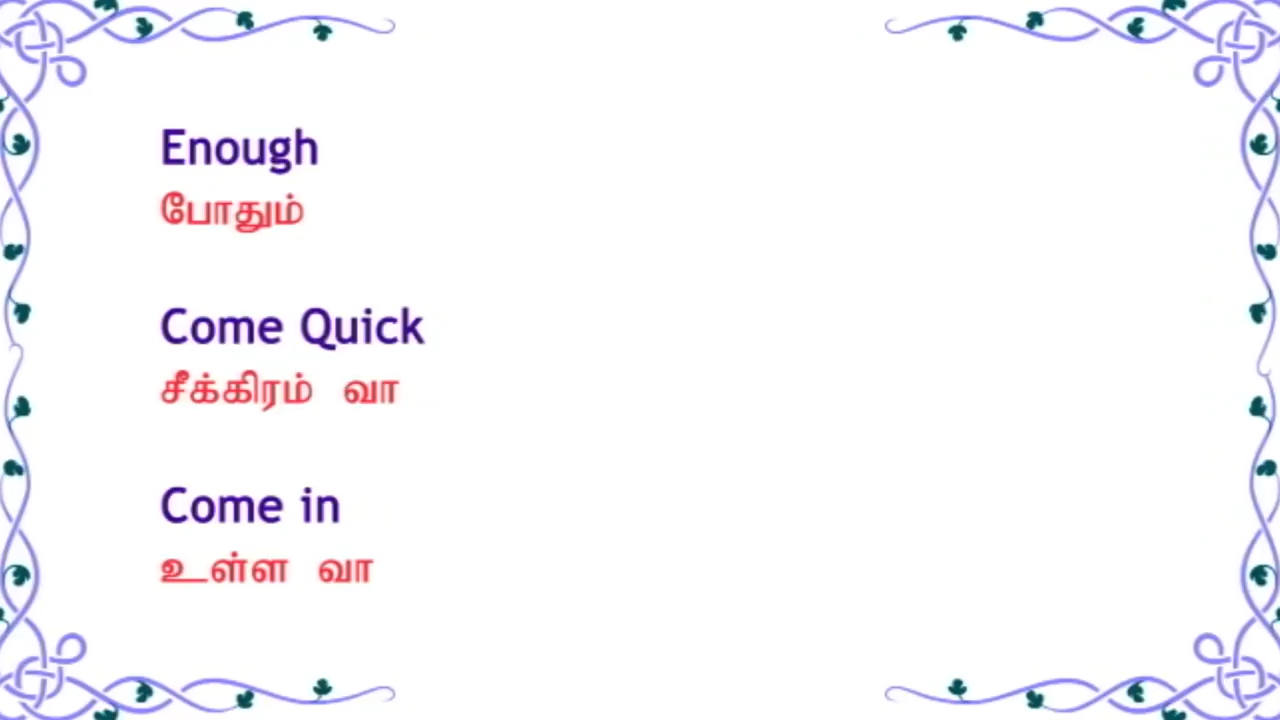 Enough
போதும்
Come Quick
சீக்கிரம் வா
Come in
உள்ள வா